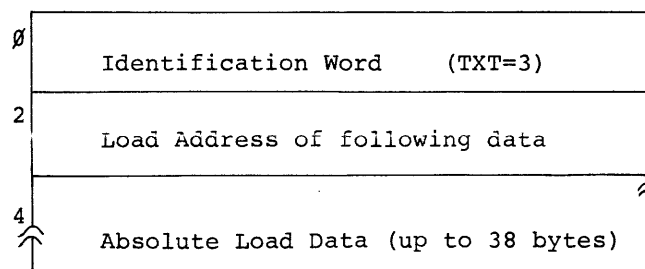 Ø
Identification Word (TXT=3)
2
Load Address of following data
4
Absolute Load Data (up to 38 bytes)